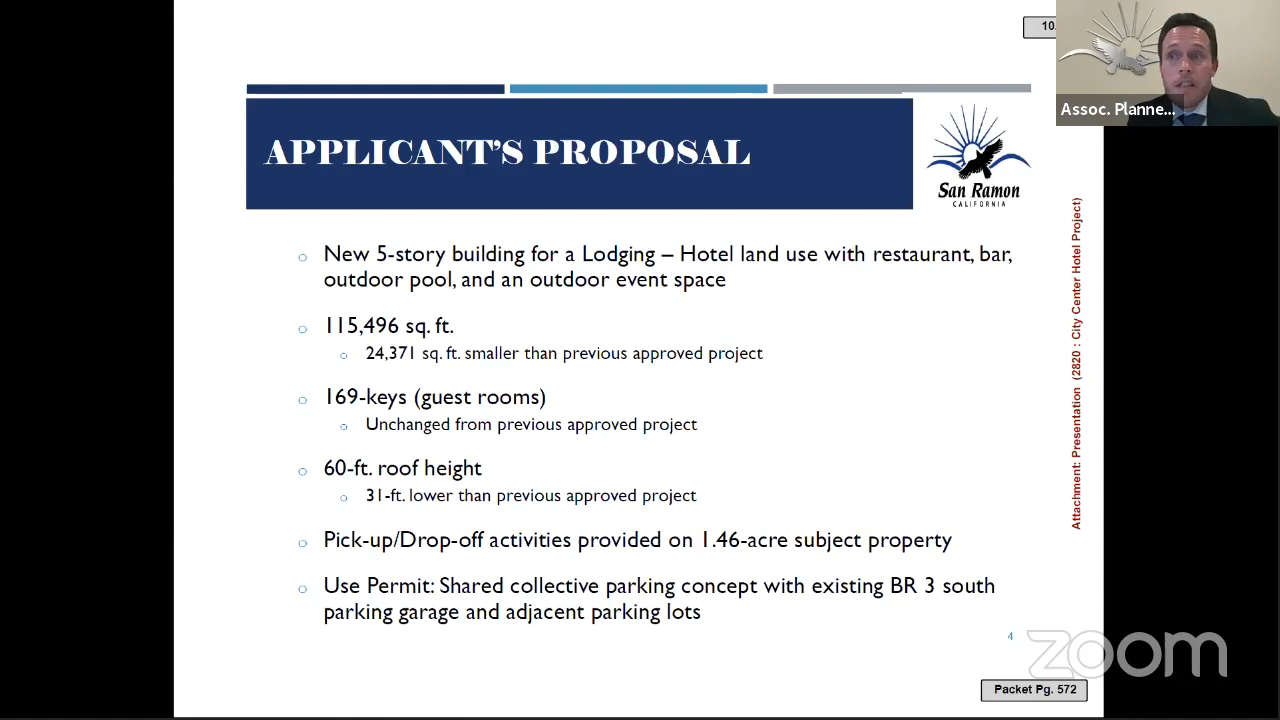 10.
Assoc. Planne...
APPLICANT'S PROPOSAL
San Ramon
CALIFORNIA
New 5-story building for a Lodging – Hotel land use with restaurant, bar,
outdoor pool, and an outdoor event space
115,496 sq. ft.
24,371 sq. ft. smaller than previous approved project
169-keys (guest rooms)
Unchanged from previous approved project
60-ft. roof height
31-ft. lower than previous approved project
Pick-up/Drop-off activities provided on 1.46-acre subject property
Use Permit: Shared collective parking concept with existing BR 3 south
parking garage and adjacent parking lots
Attachment: Presentation (2820 : City Center Hotel Project)
4
zoom
Packet Pg. 572